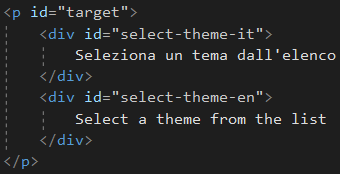 <p id="target">
<div id="select-theme-it">
Seleziona un tema dall'elenco
</div>
<div id="select-theme-en">
Select a theme from the list
</div>
</p>